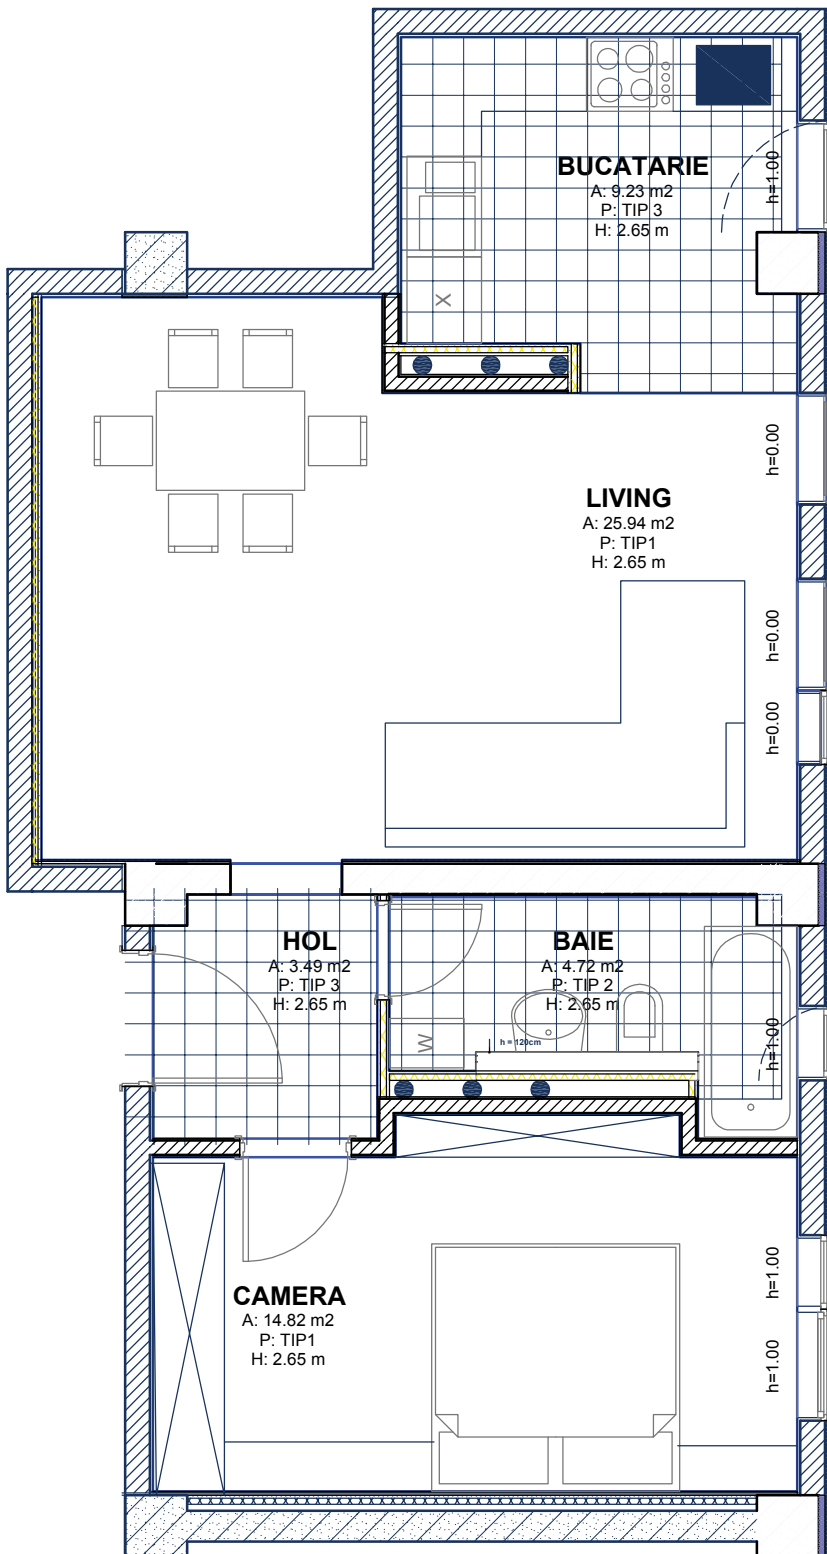 BUCATARIE
A: 9.23 m2
P: TIP 3
H: 2.65 m
h=1.00
X
h=0.00
LIVING
A: 25.94 m2
P: TIP1
H: 2.65 m
h=0.00
h=0.00
HOL
A: 3.49 m2
P: TIP 3
H: 2.65 m
BAIE
A: 4.72 m2
P: TIP 2
H: 2.65 m
W
h = 120cm
h=1.00
CAMERA
A: 14.82 m2
P: TIP1
H: 2.65 m
h=1.00
h=1.00